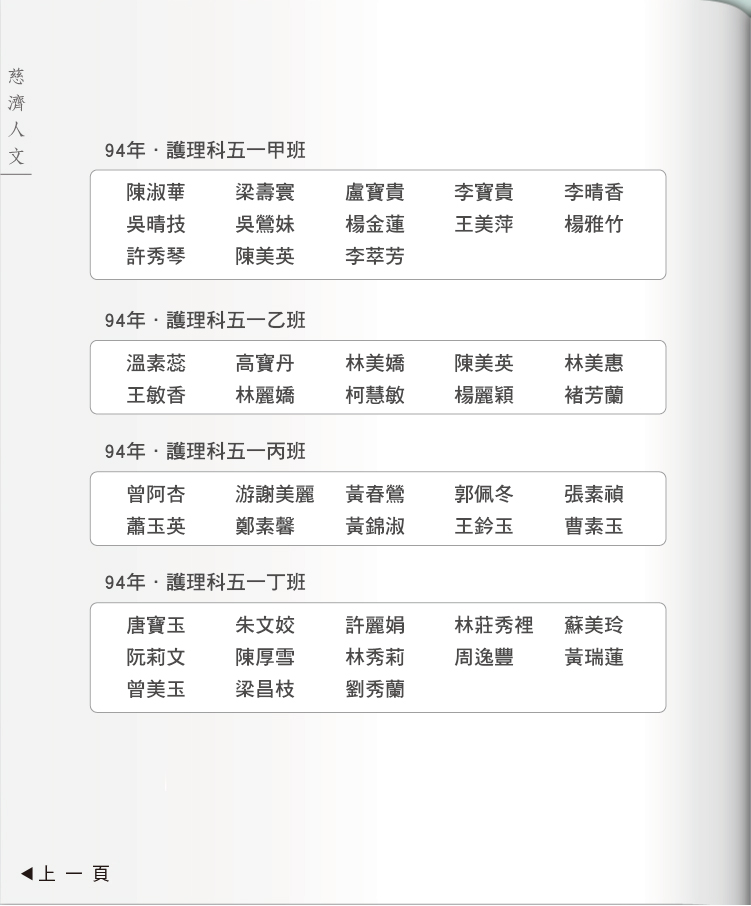 慈濟人文
94年·護理科五一甲班
陳淑華 梁壽寰 盧寶貴 李寶貴 李晴香
吳晴技 吳鶯妹 楊金蓮 王美萍 楊雅竹
許秀琴 陳美英 李萃芳
94年·護理科五一乙班
溫素蕊 高寶丹 林美嬌 陳美英 林美惠
王敏香 林麗嬌 柯慧敏 楊麗穎 褚芳蘭
94年·護理科五一丙班
曾阿杏 游謝美麗 黃春鶯 郭佩冬 張素禎
蕭玉英 鄭素馨 黃錦淑 王鈐玉 曹素玉
94年·護理科五一丁班
唐寶玉 朱文姣 許麗娟 林莊秀裡 蘇美玲
阮莉文 陳厚雪 林秀莉 周逸豐 黃瑞蓮
曾美玉 梁昌枝 劉秀蘭
◀上一頁